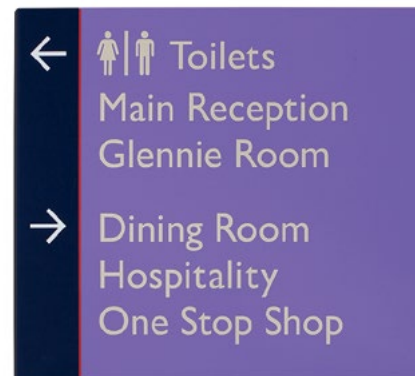 Toilets
Main Reception
Glennie Room
Dining Room
Hospitality
One Stop Shop